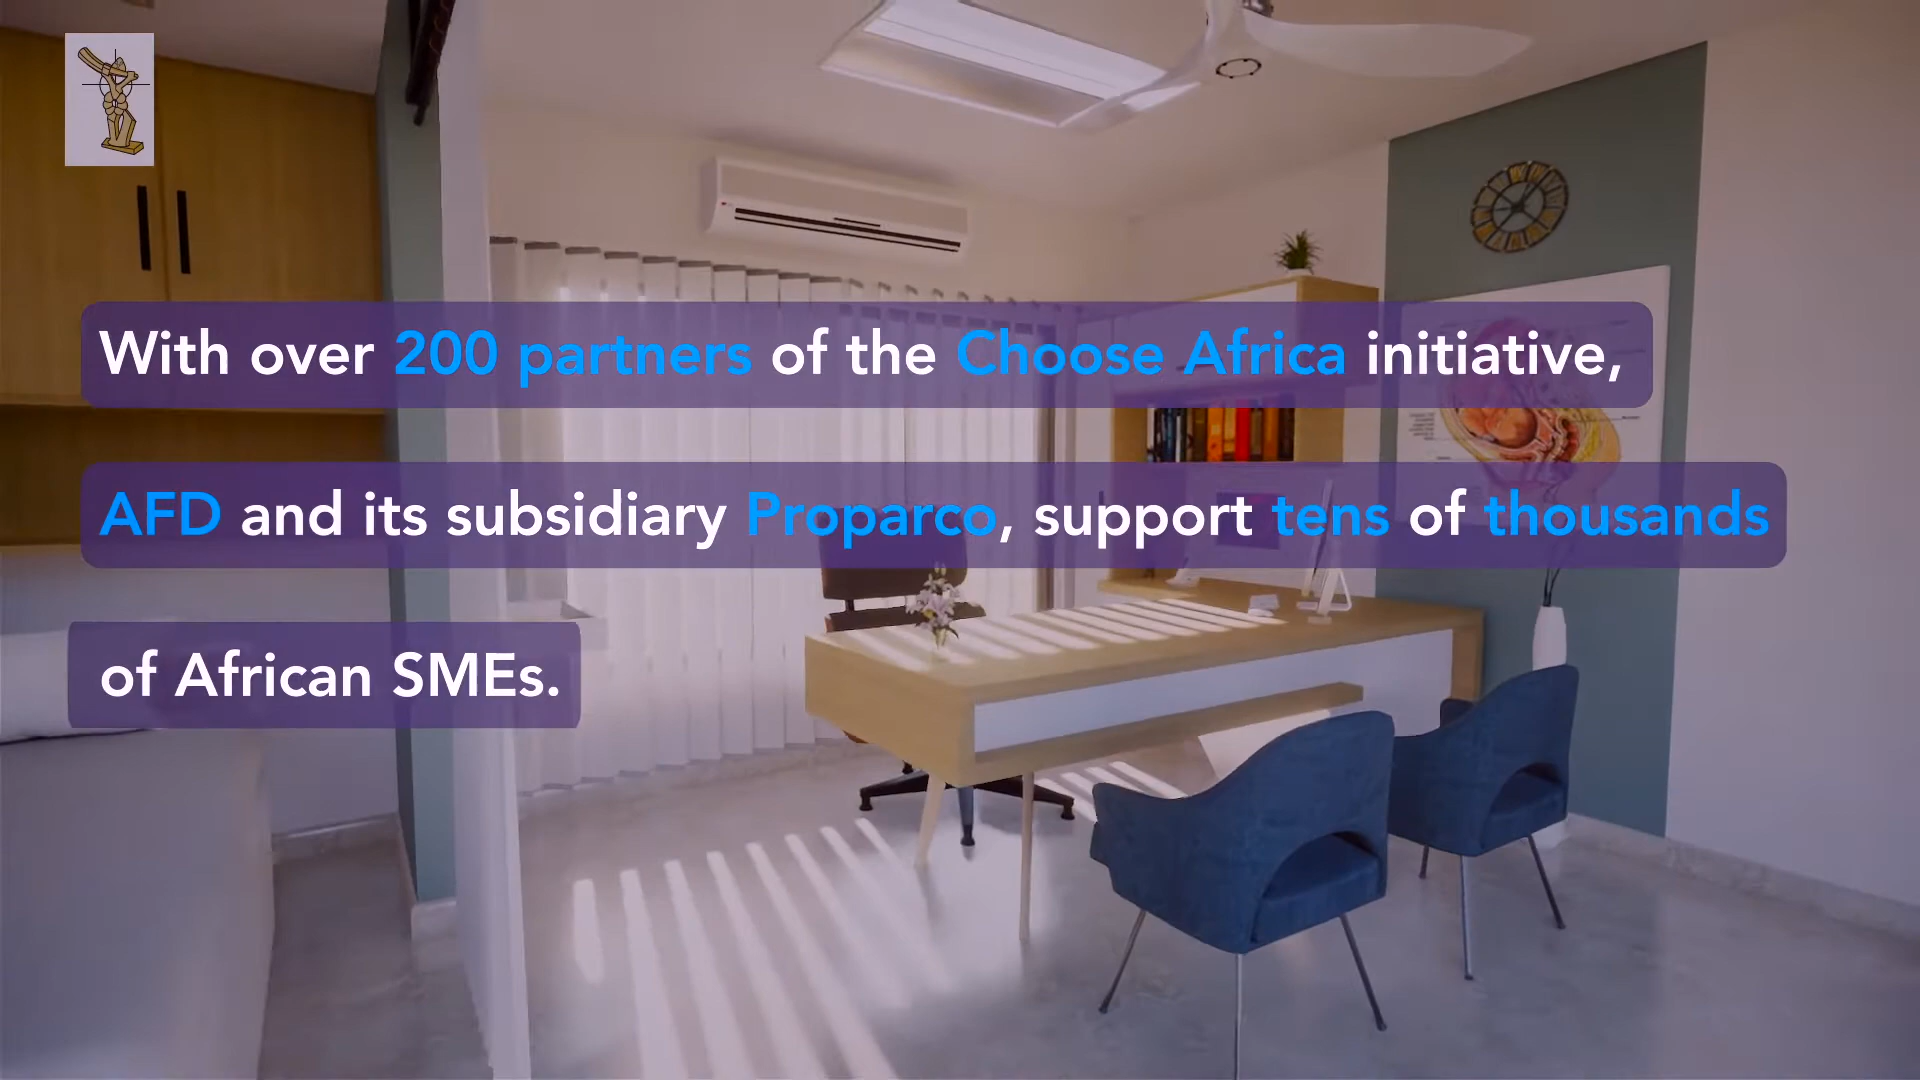 With over 200 partners of the Choose Africa initiative,
AFD and its subsidiary Proparco, support tens of thousands
of African SMEs.